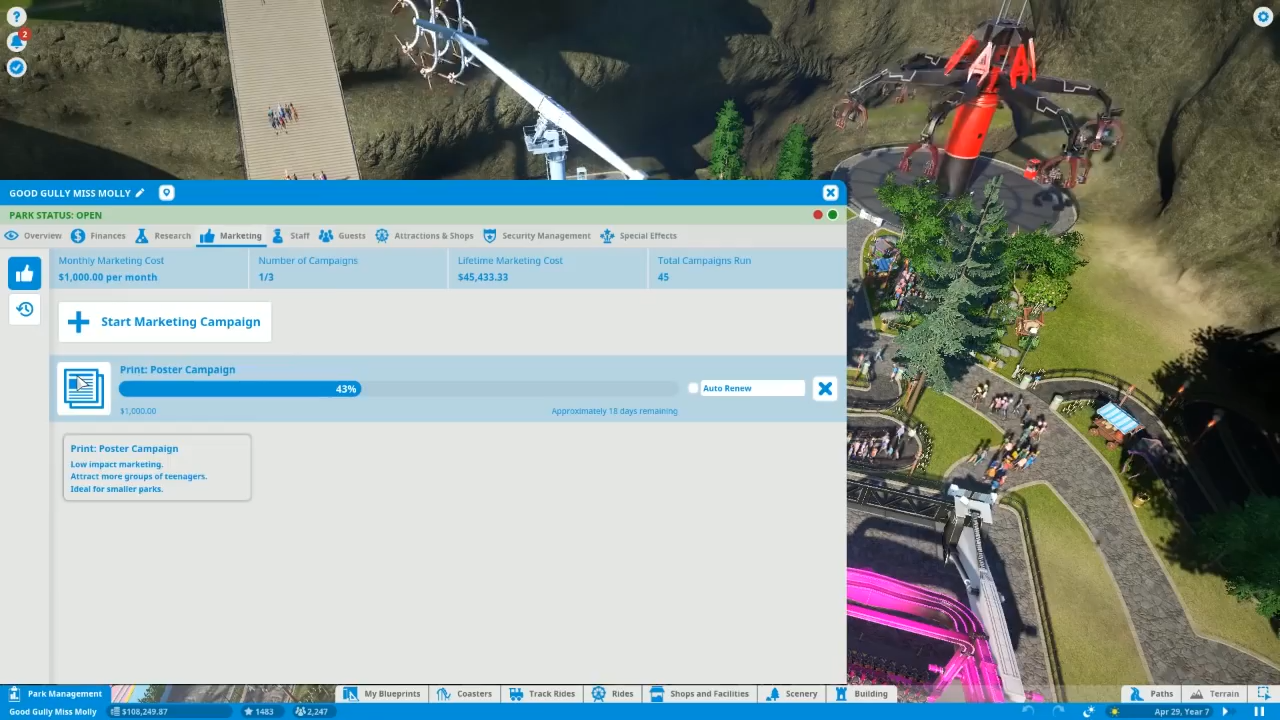 ?
2
GOOD GULLY MISS MOLLY
PARK STATUS: OPEN
Overview Finances Research Marketing Staff Guests Attractions & Shops Security Management Special Effects
Monthly Marketing Cost Number of Campaigns Lifetime Marketing Cost Total Campaigns Run
$1,000.00 per month 1/3 $45,433.33 45
Start Marketing Campaign
Print: Poster Campaign
43% Auto Renew
$1,000.00 Approximately 18 days remaining
Print: Poster Campaign
Low impact marketing.
Attract more groups of teenagers.
Ideal for smaller parks.
Park Management My Blueprints Coasters Track Rides Rides Shops and Facilities Scenery Building Paths Terrain
Good Gully Miss Molly $108,249.87 1483 2,247 Apr 29, Year 7